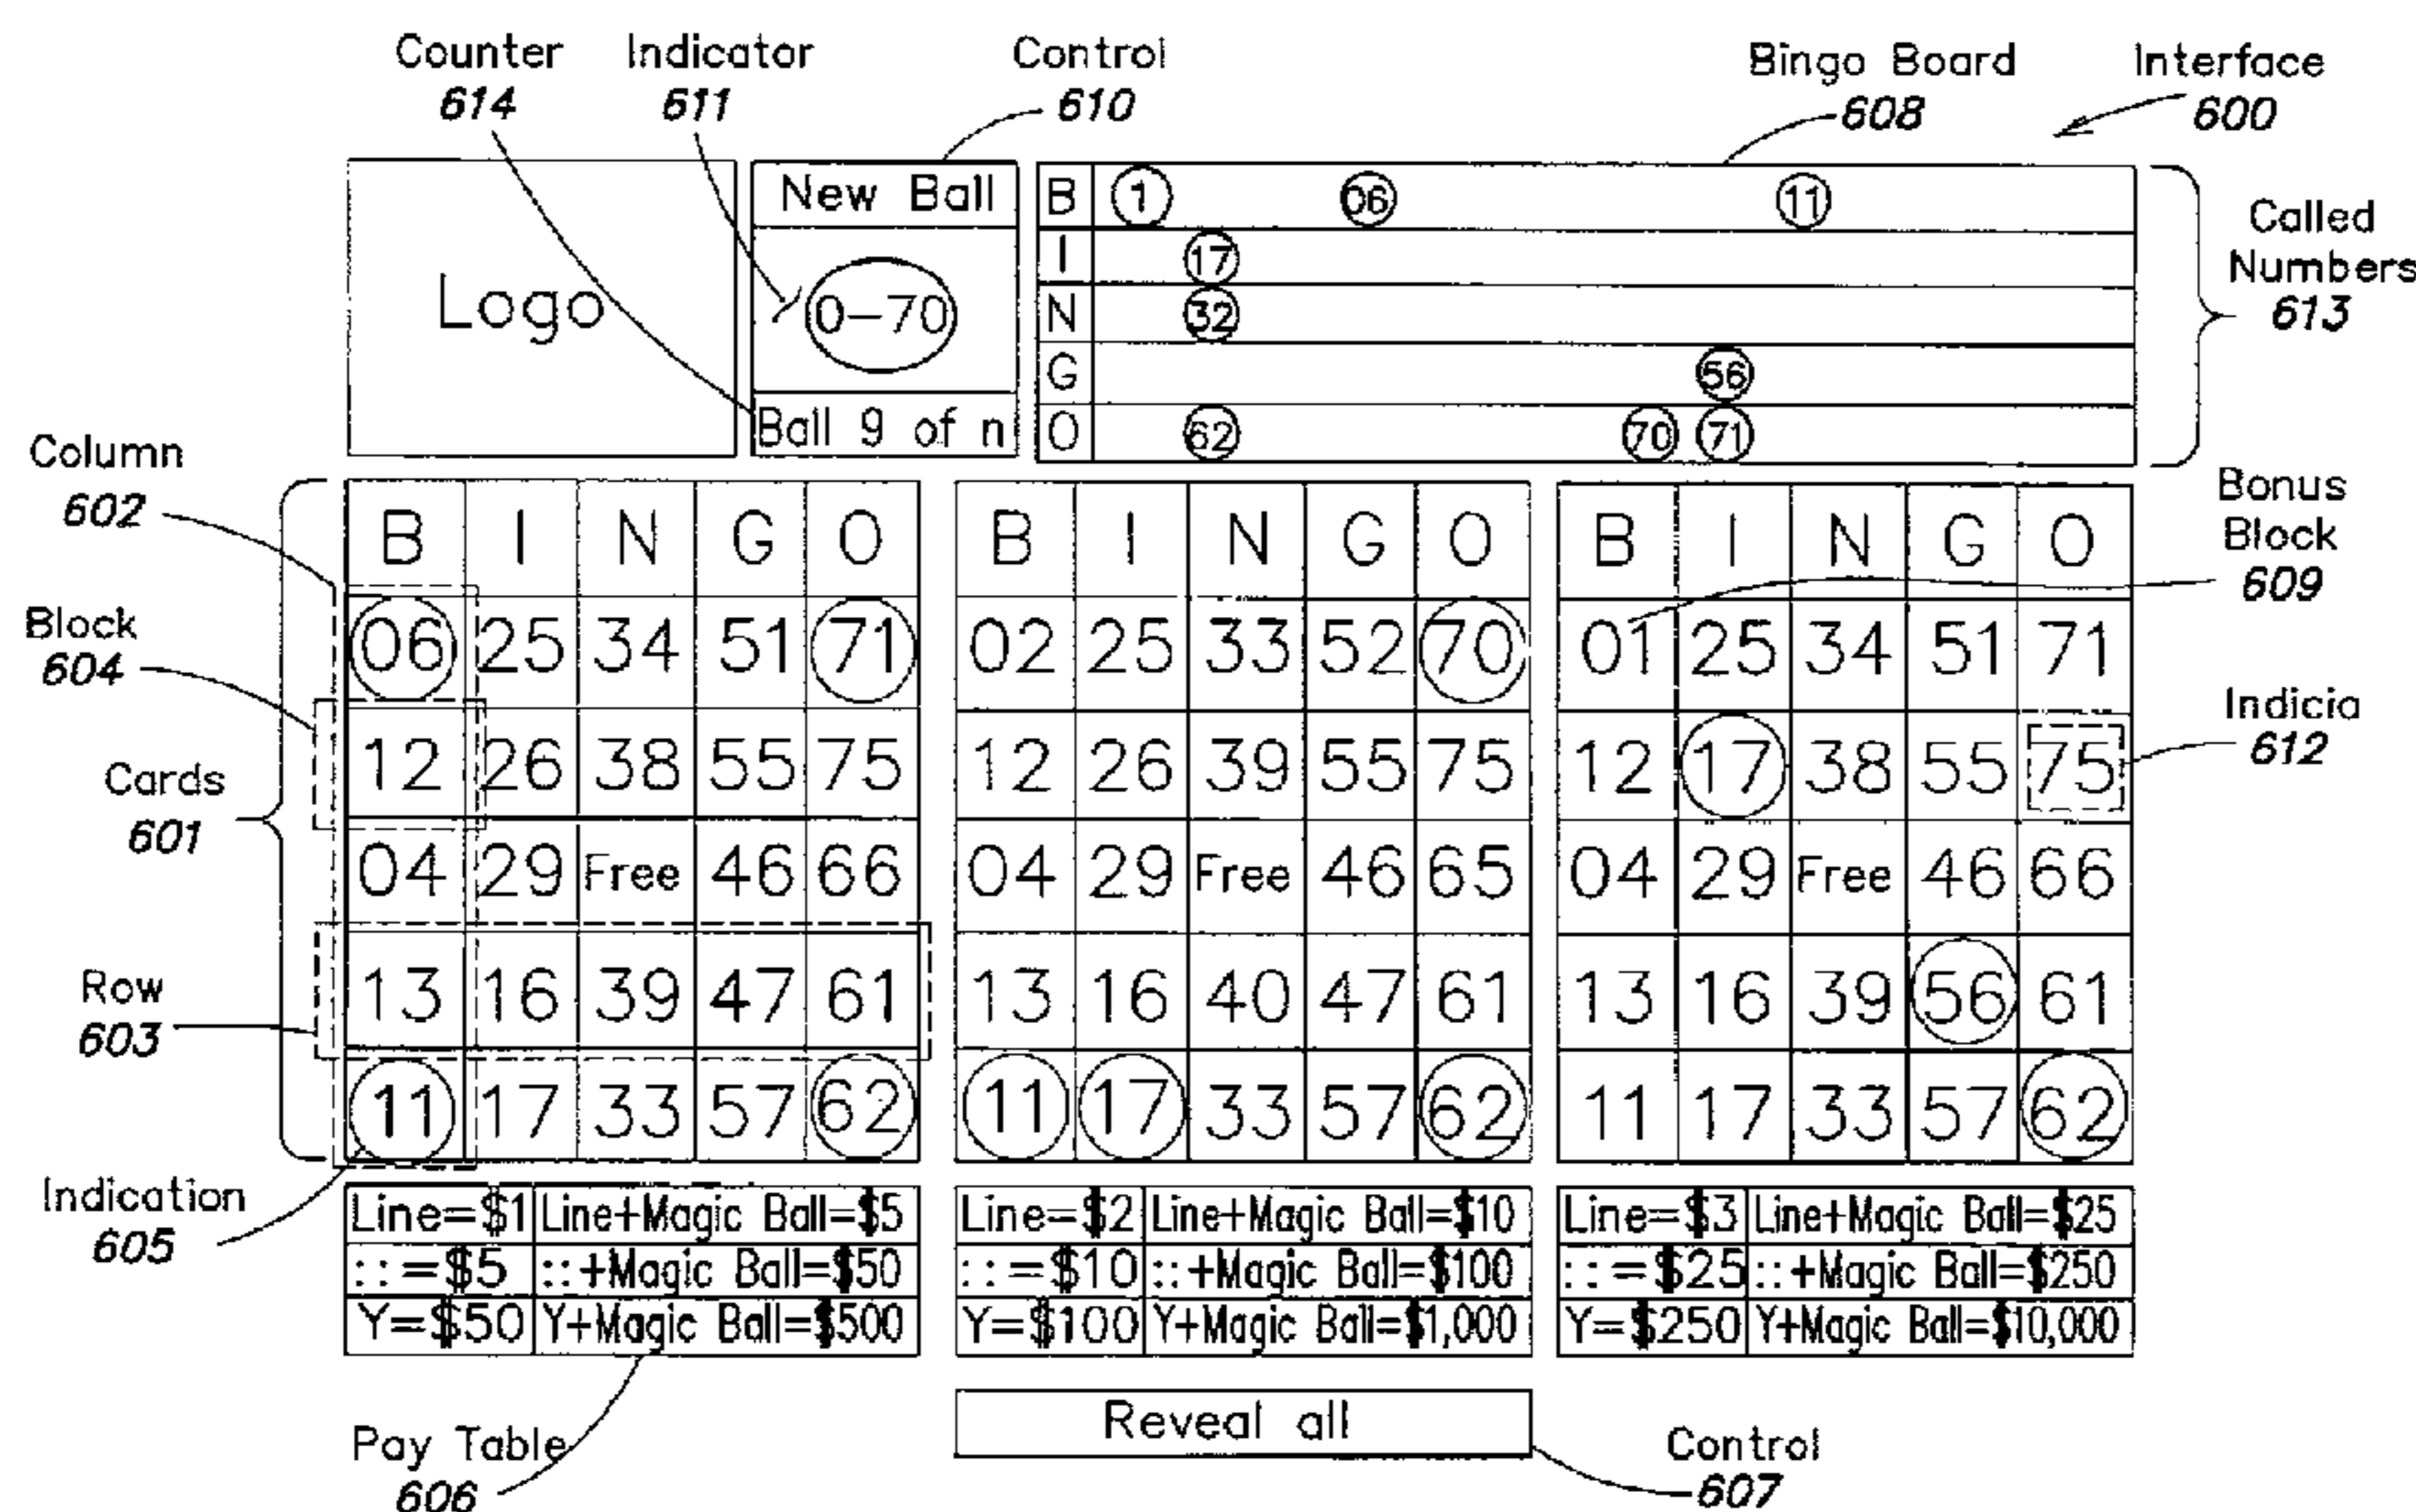 Counter Indicator Control Bingo Board Interface
614 611 610 608 600
New Ball
Logo
0-70
Ball 9 of n
B 1 06 11
I 17
N 32
G 56
O 62 70 71
Called
Numbers
613
Column
602
Block
604
Cards
601
Row
603
Indication
605
B I N G O
06 25 34 51 71
12 26 38 55 75
04 29 Free 46 66
13 16 39 47 61
11 17 33 57 62
B I N G O
02 25 33 52 70
12 26 39 55 75
04 29 Free 46 65
13 16 40 47 61
11 17 33 57 62
B I N G O
01 25 34 51 71
12 17 38 55 75
04 29 Free 46 66
13 16 39 56 61
11 17 33 57 62
Bonus
Block
609
Indicia
612
Line=$1 Line+Magic Ball=$5
::=$5 ::+Magic Ball=$50
Y=$50 Y+Magic Ball=$500
Line=$2 Line+Magic Ball=$10
::=$10 ::+Magic Ball=$100
Y=$100 Y+Magic Ball=$1,000
Line=$3 Line+Magic Ball=$25
::=$25 ::+Magic Ball=$250
Y=$250 Y+Magic Ball=$10,000
Reveal all
Pay Table
606
Control
607